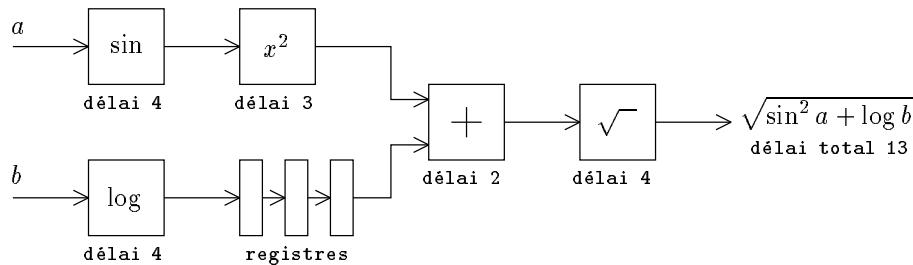 a
sin
x²
délai 4
délai 3
+
√
√sin² a + log b
délai total 13
délai 2
délai 4
b
log
délai 4
registres